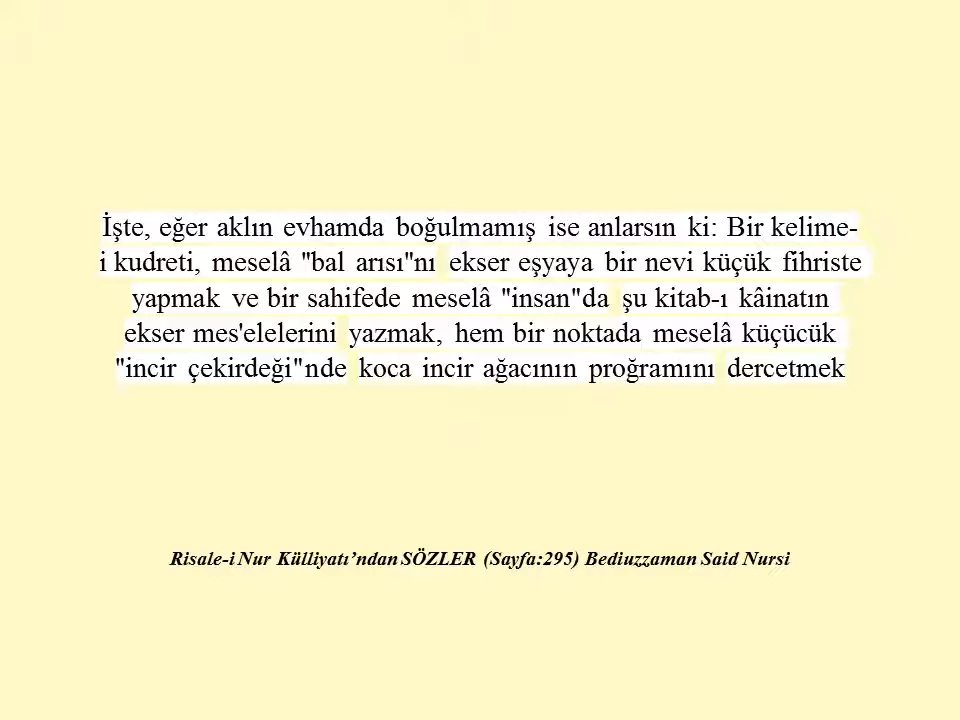 İşte, eğer aklın evhamda boğulmamış ise anlarsın ki: Bir kelime-
i kudreti, meselâ "bal arısı"nı ekser eşyaya bir nevi küçük fihriste
yapmak ve bir sahifede meselâ "insan"da şu kitab-ı kâinatın
ekser mes'elelerini yazmak, hem bir noktada meselâ küçücük
"incir çekirdeği"nde koca incir ağacının proğramını dercetmek
Risale-i Nur Külliyatı’ndan SÖZLER (Sayfa:295) Bediuzzaman Said Nursi